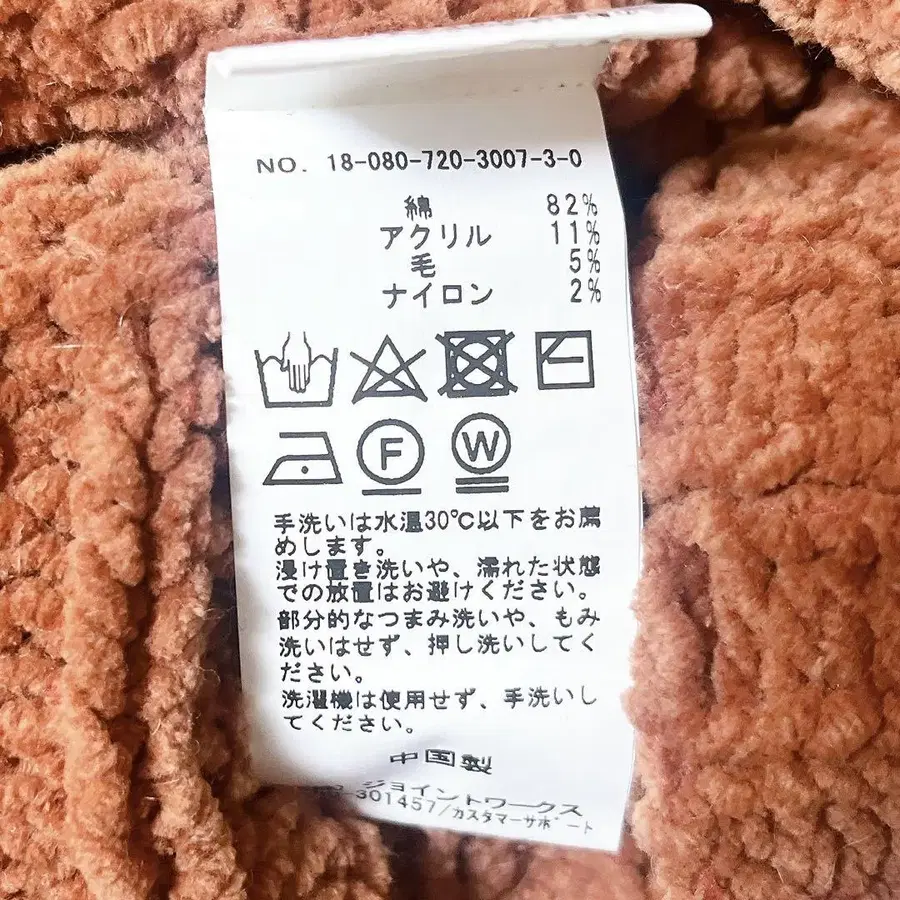 NO. 18-080-720-3007-3-0
綿 82%
アクリル 11%
毛 5%
ナイロン 2%
F W
手洗いは水温30℃以下をお薦
めします。
浸け置き洗いや、濡れた状態
での放置はお避けください。
部分的なつまみ洗いや、もみ
洗いはせず、押し洗いしてく
ださい。
洗濯機は使用せず、手洗いし
てください。
中国製
ジョイントワークス
301457/カスタマーサポート